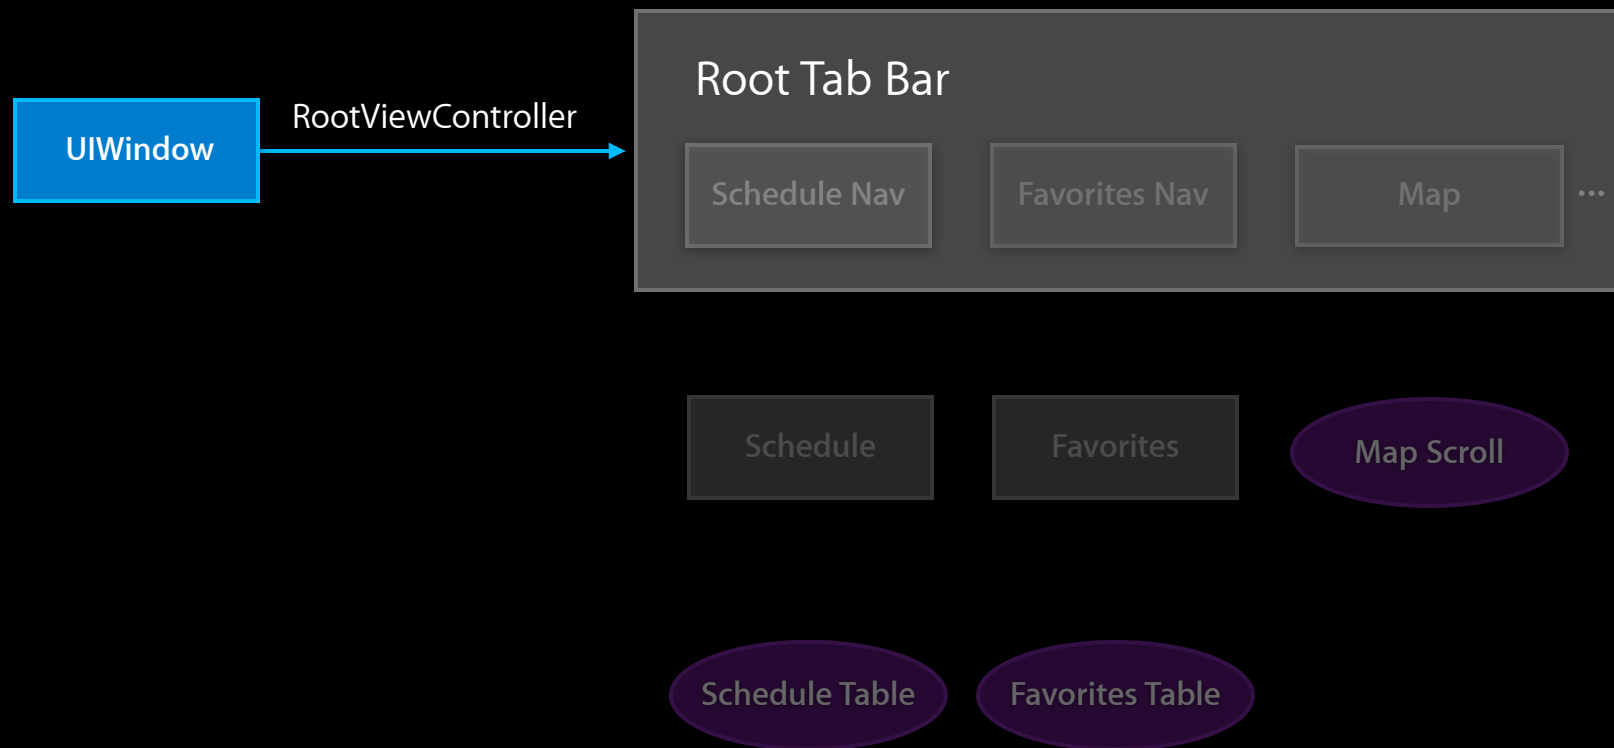 Root Tab Bar
RootViewController
UIWindow
Schedule Nav
Favorites Nav
Map
...
Schedule
Favorites
Map Scroll
Schedule Table
Favorites Table